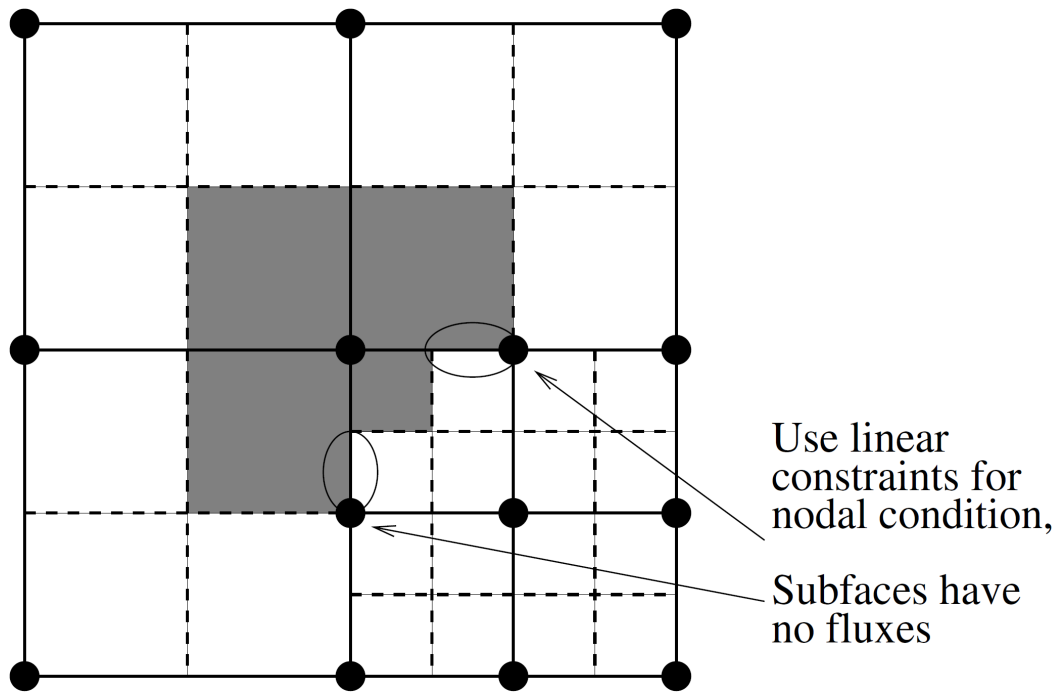 Use linear
constraints for
nodal condition,
Subfaces have
no fluxes